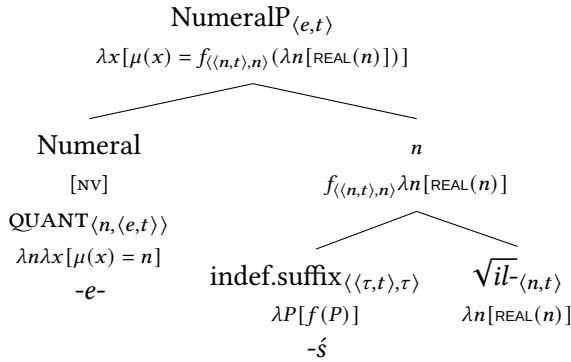 NumeralP⟨e,t⟩
λx[μ(x) = f⟨⟨n,t⟩,n⟩(λn[REAL(n)])]
Numeral n
[NV] f⟨⟨n,t⟩,n⟩λn[REAL(n)]
QUANT⟨n,⟨e,t⟩⟩
λnλx[μ(x) = n]
-e-
indef.suffix⟨⟨τ,t⟩,τ⟩ √il-⟨n,t⟩
λP[f(P)] λn[REAL(n)]
-ś